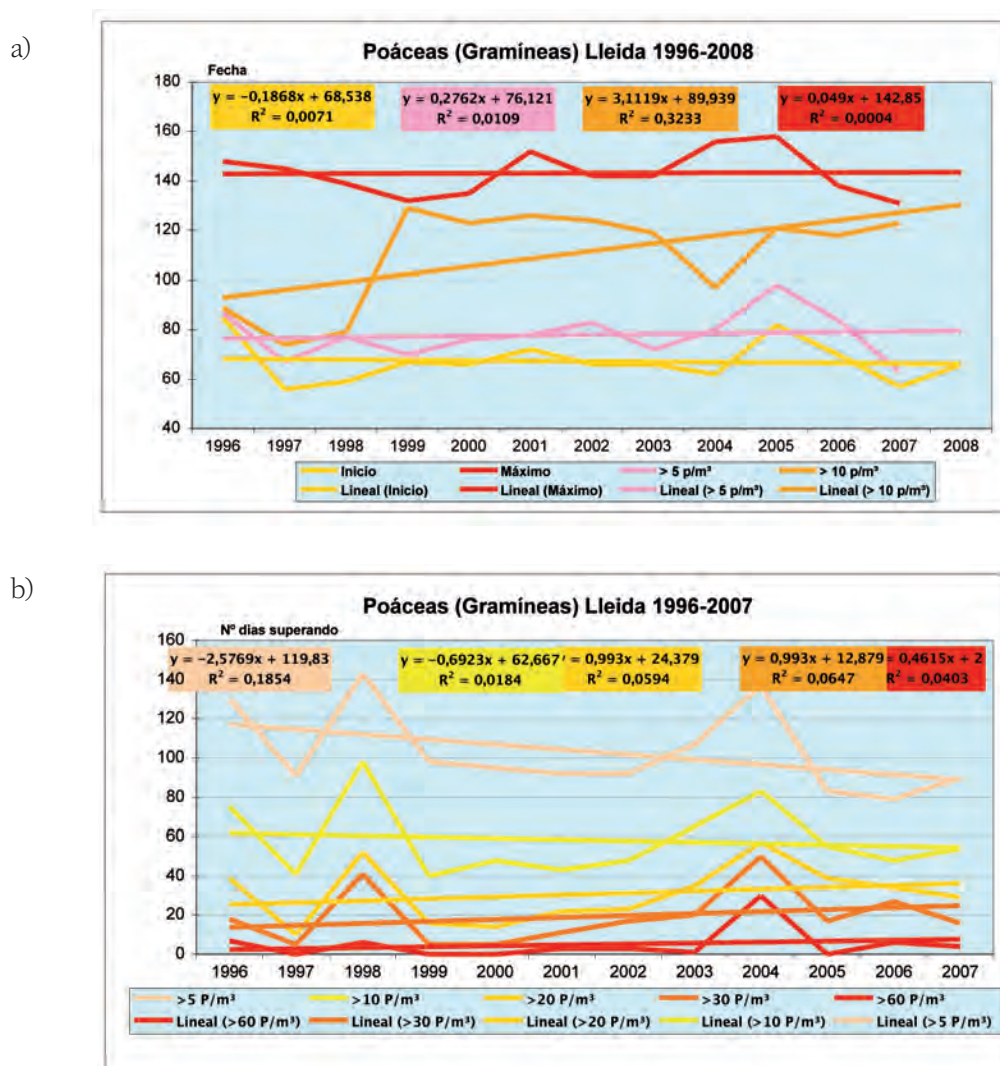 a)
Poáceas (Gramíneas) Lleida 1996-2008
Fecha
180
160
140
120
100
80
60
40
y = −0,1868x + 68,538
R² = 0,0071
y = 0,2762x + 76,121
R² = 0,0109
y = 3,1119x + 89,939
R² = 0,3233
y = 0,049x + 142,85
R² = 0,0004
1996 1997 1998 1999 2000 2001 2002 2003 2004 2005 2006 2007 2008
Inicio Máximo > 5 p/m³ > 10 p/m³
Lineal (Inicio) Lineal (Máximo) Lineal (> 5 p/m³) Lineal (> 10 p/m³)
b)
Poáceas (Gramíneas) Lleida 1996-2007
Nº dias superando
160
140
120
100
80
60
40
20
0
y = −2,5769x + 119,83
R² = 0,1854
y = −0,6923x + 62,667
R² = 0,0184
= 0,993x + 24,379
R² = 0,0594
y = 0,993x + 12,879
R² = 0,0647
= 0,4615x + 2
R² = 0,0403
1996 1997 1998 1999 2000 2001 2002 2003 2004 2005 2006 2007
>5 P/m³ >10 P/m³ >20 P/m³ >30 P/m³ >60 P/m³
Lineal (>60 P/m³) Lineal (>30 P/m³) Lineal (>20 P/m³) Lineal (>10 P/m³) Lineal (>5 P/m³)